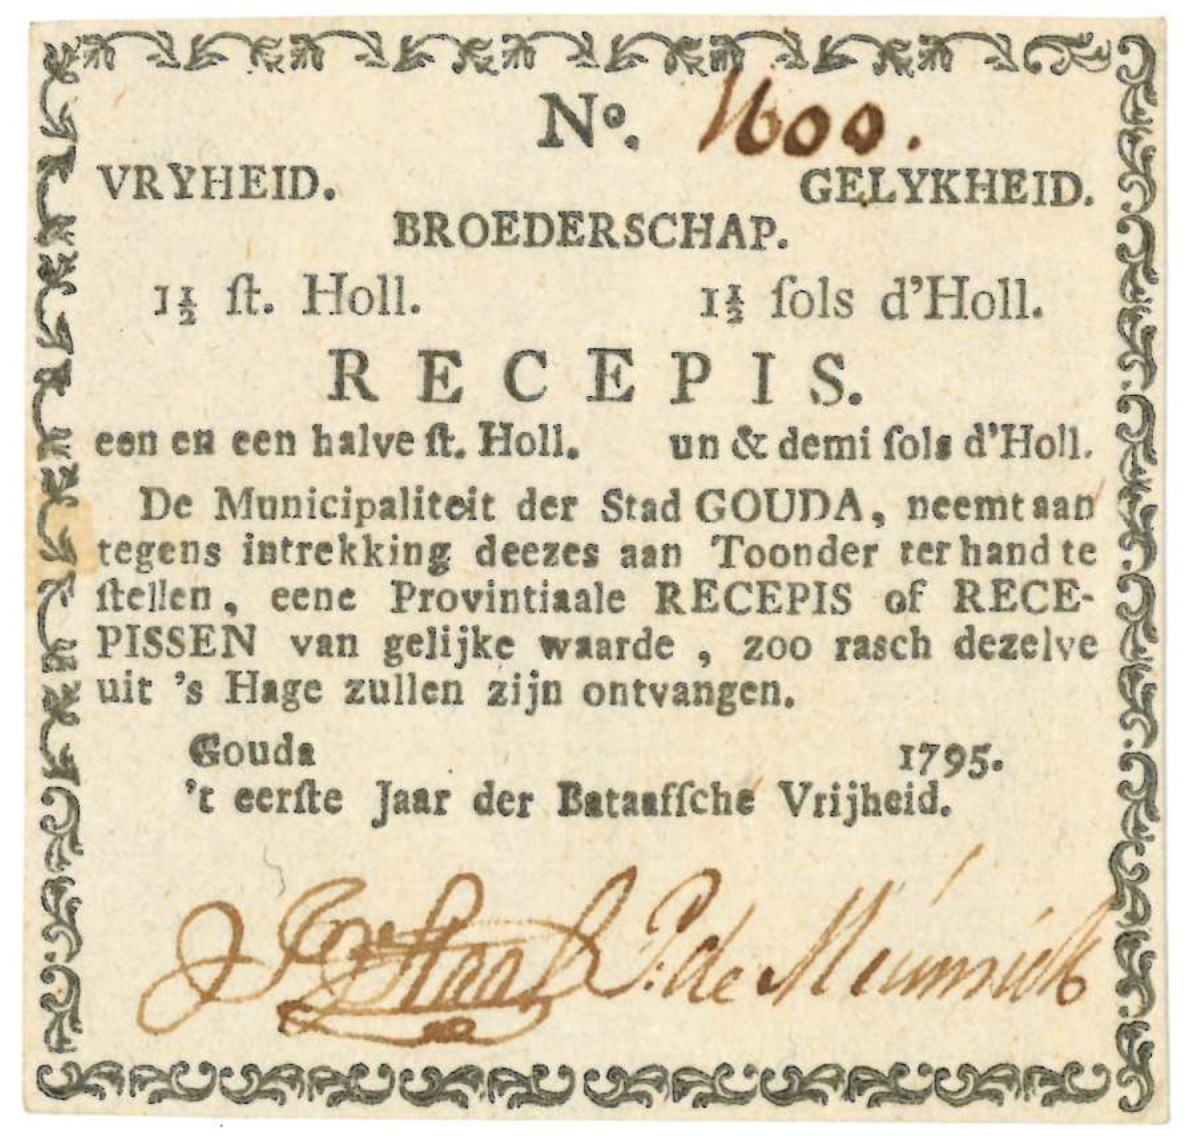 Nº. 1600.
VRYHEID. GELYKHEID.
BROEDERSCHAP.
1½ ſt. Holl. 1½ ſols d'Holl.
RECEPIS.
een en een halve ſt. Holl. un & demi ſols d'Holl.
De Municipaliteit der Stad GOUDA, neemt aan
tegens intrekking deezes aan Toonder ter hand te
ſtellen, eene Provintiaale RECEPIS of RECE-
PISSEN van gelijke waarde, zoo rasch dezelve
uit 's Hage zullen zijn ontvangen.
Gouda 1795.
't eerſte Jaar der Bataafſche Vrijheid.
P. de